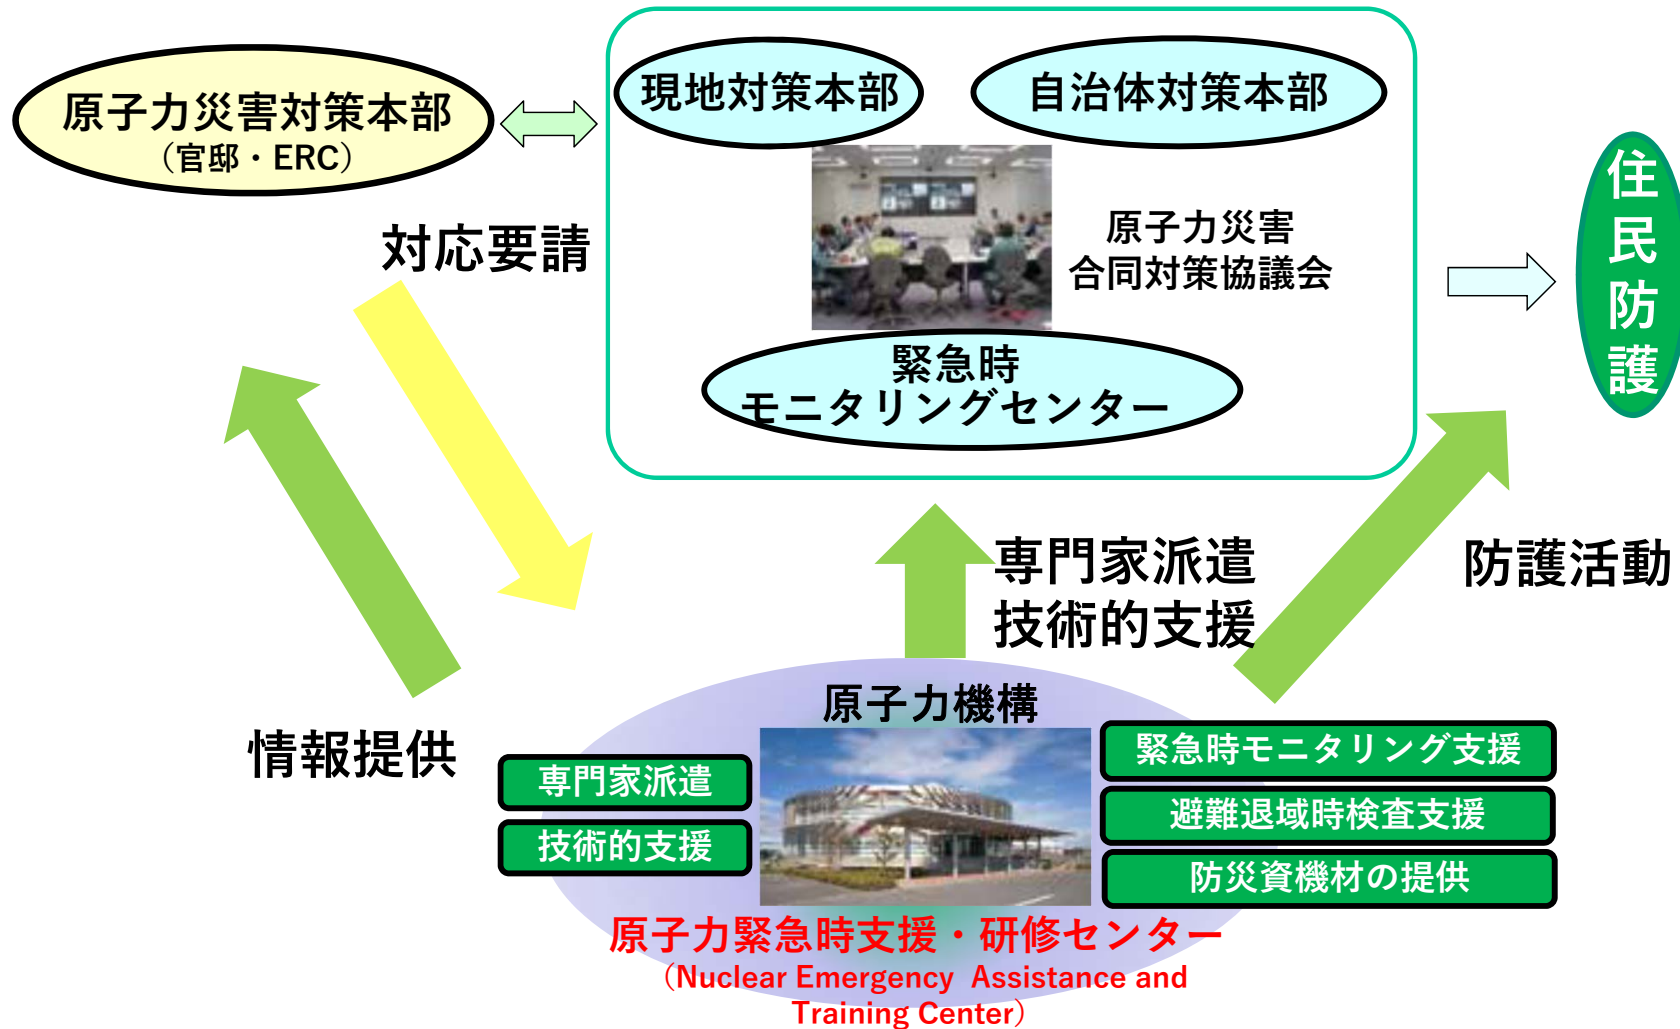 原子力災害対策本部
（官邸・ERC）
現地対策本部
自治体対策本部
原子力災害
合同対策協議会
緊急時
モニタリングセンター
住民防護
対応要請
専門家派遣
技術的支援
防護活動
情報提供
原子力機構
専門家派遣
技術的支援
緊急時モニタリング支援
避難退域時検査支援
防災資機材の提供
原子力緊急時支援・研修センター
（Nuclear Emergency Assistance and
Training Center）